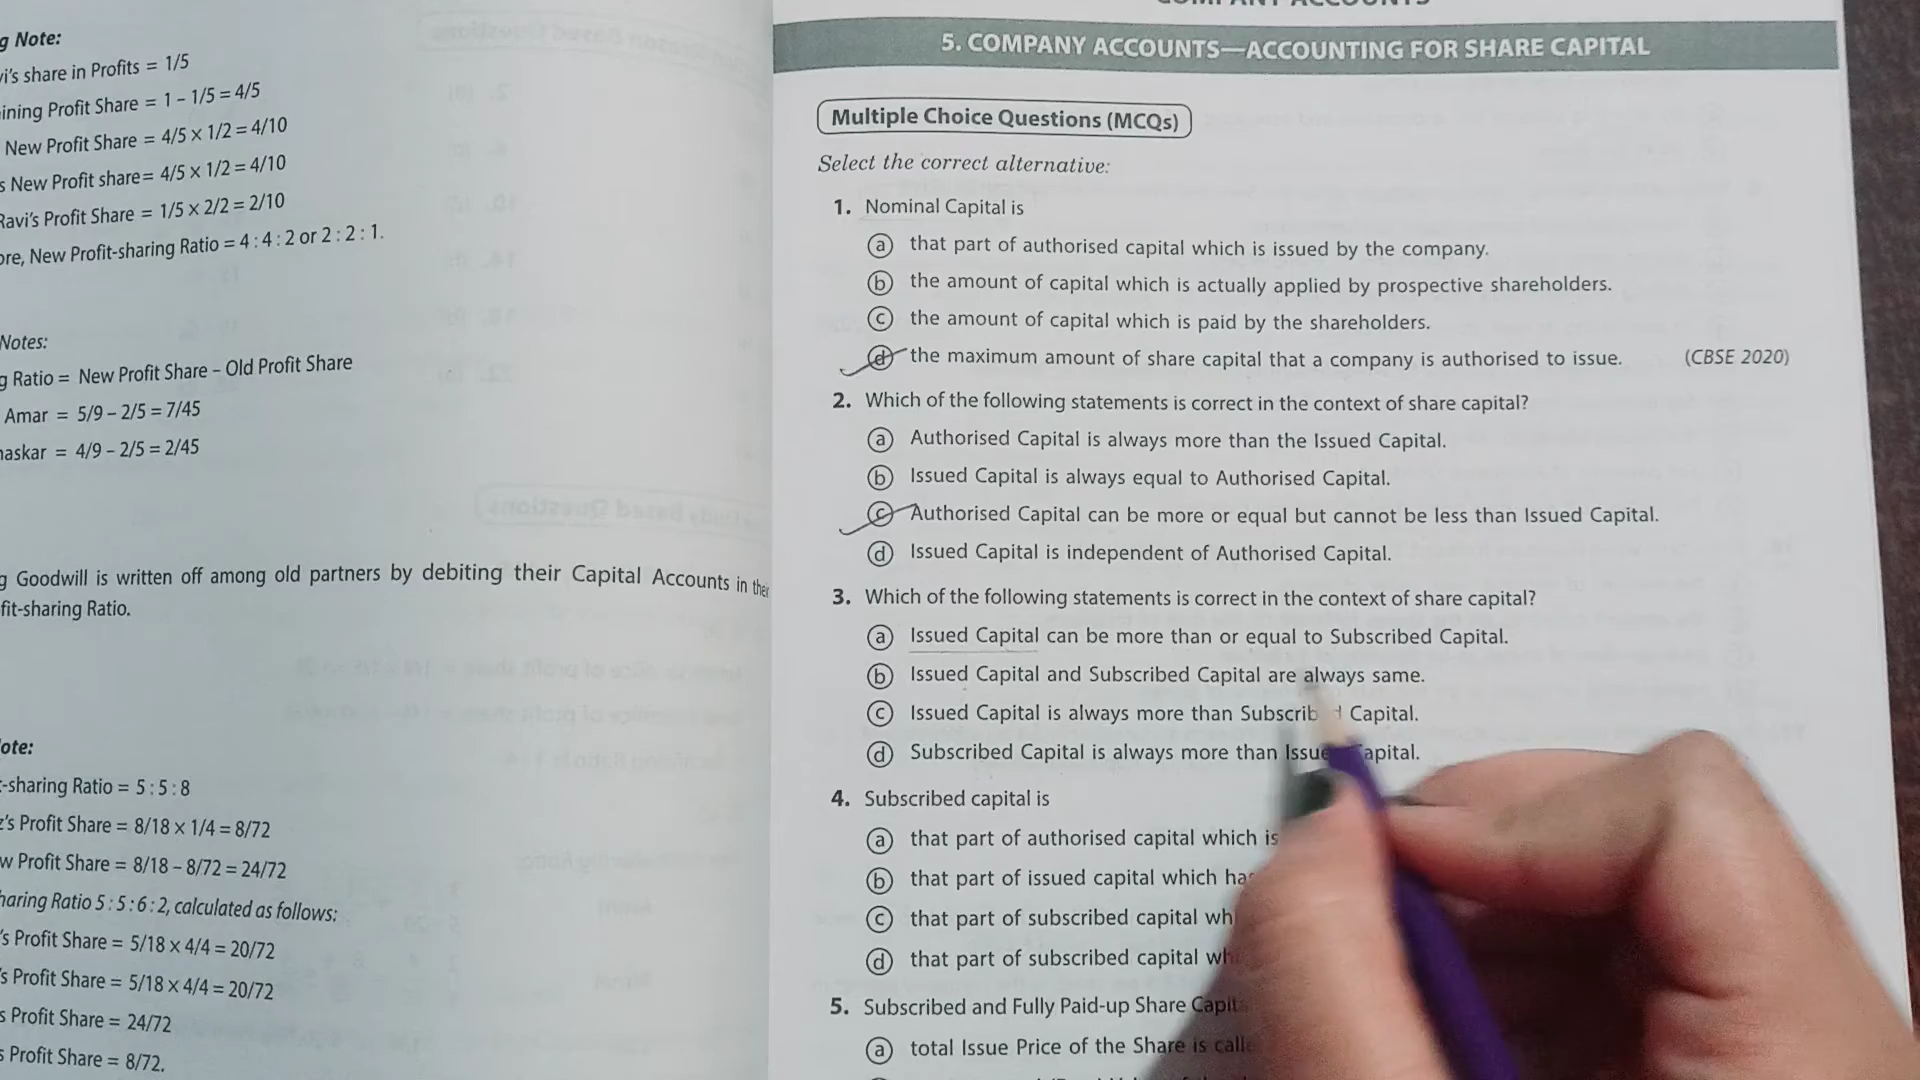 g Note:
i's share in Profits = 1/5
ining Profit Share = 1 – 1/5 = 4/5
New Profit Share = 4/5 × 1/2 = 4/10
s New Profit share= 4/5 × 1/2 = 4/10
Ravi's Profit Share = 1/5 × 2/2 = 2/10
ore, New Profit-sharing Ratio = 4 : 4 : 2 or 2 : 2 : 1.
Notes:
g Ratio = New Profit Share – Old Profit Share
Amar = 5/9 – 2/5 = 7/45
haskar = 4/9 – 2/5 = 2/45
g Goodwill is written off among old partners by debiting their Capital Accounts in their
fit-sharing Ratio.
ote:
-sharing Ratio = 5 : 5 : 8
z's Profit Share = 8/18 × 1/4 = 8/72
w Profit Share = 8/18 – 8/72 = 24/72
haring Ratio 5 : 5 : 6 : 2, calculated as follows:
's Profit Share = 5/18 × 4/4 = 20/72
's Profit Share = 5/18 × 4/4 = 20/72
s Profit Share = 24/72
s Profit Share = 8/72.
5. COMPANY ACCOUNTS—ACCOUNTING FOR SHARE CAPITAL
Multiple Choice Questions (MCQs)
Select the correct alternative:
1. Nominal Capital is
(a) that part of authorised capital which is issued by the company.
(b) the amount of capital which is actually applied by prospective shareholders.
(c) the amount of capital which is paid by the shareholders.
(d) the maximum amount of share capital that a company is authorised to issue. (CBSE 2020)
2. Which of the following statements is correct in the context of share capital?
(a) Authorised Capital is always more than the Issued Capital.
(b) Issued Capital is always equal to Authorised Capital.
(c) Authorised Capital can be more or equal but cannot be less than Issued Capital.
(d) Issued Capital is independent of Authorised Capital.
3. Which of the following statements is correct in the context of share capital?
(a) Issued Capital can be more than or equal to Subscribed Capital.
(b) Issued Capital and Subscribed Capital are always same.
(c) Issued Capital is always more than Subscrib d Capital.
(d) Subscribed Capital is always more than Issue apital.
4. Subscribed capital is
(a) that part of authorised capital which is
(b) that part of issued capital which ha
(c) that part of subscribed capital wh
(d) that part of subscribed capital wh
5. Subscribed and Fully Paid-up Share Capit
(a) total Issue Price of the Share is calle